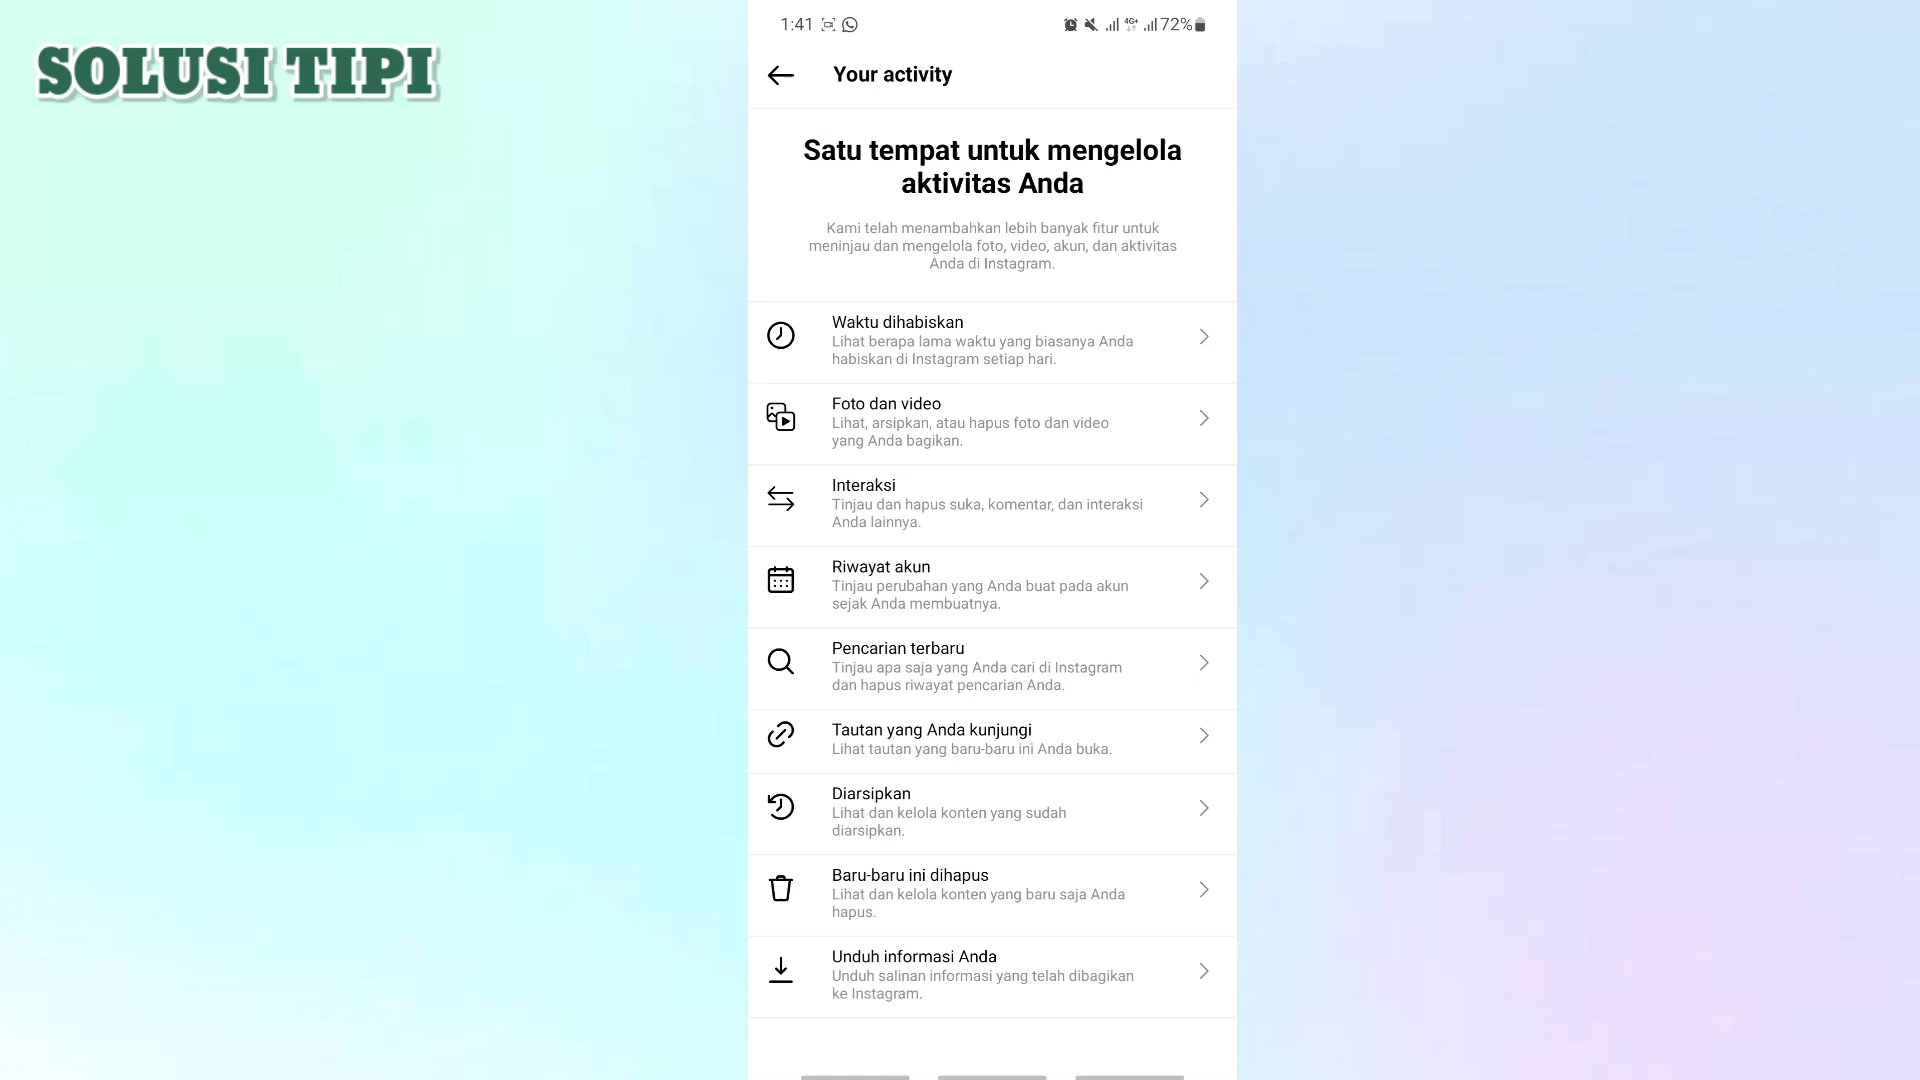 SOLUSI TIPI
1:41
4G+
72%
Your activity
Satu tempat untuk mengelola
aktivitas Anda
Kami telah menambahkan lebih banyak fitur untuk
meninjau dan mengelola foto, video, akun, dan aktivitas
Anda di Instagram.
Waktu dihabiskan
Lihat berapa lama waktu yang biasanya Anda
habiskan di Instagram setiap hari.
Foto dan video
Lihat, arsipkan, atau hapus foto dan video
yang Anda bagikan.
Interaksi
Tinjau dan hapus suka, komentar, dan interaksi
Anda lainnya.
Riwayat akun
Tinjau perubahan yang Anda buat pada akun
sejak Anda membuatnya.
Pencarian terbaru
Tinjau apa saja yang Anda cari di Instagram
dan hapus riwayat pencarian Anda.
Tautan yang Anda kunjungi
Lihat tautan yang baru-baru ini Anda buka.
Diarsipkan
Lihat dan kelola konten yang sudah
diarsipkan.
Baru-baru ini dihapus
Lihat dan kelola konten yang baru saja Anda
hapus.
Unduh informasi Anda
Unduh salinan informasi yang telah dibagikan
ke Instagram.